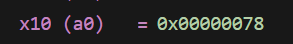 x10 (a0) = 0x00000078